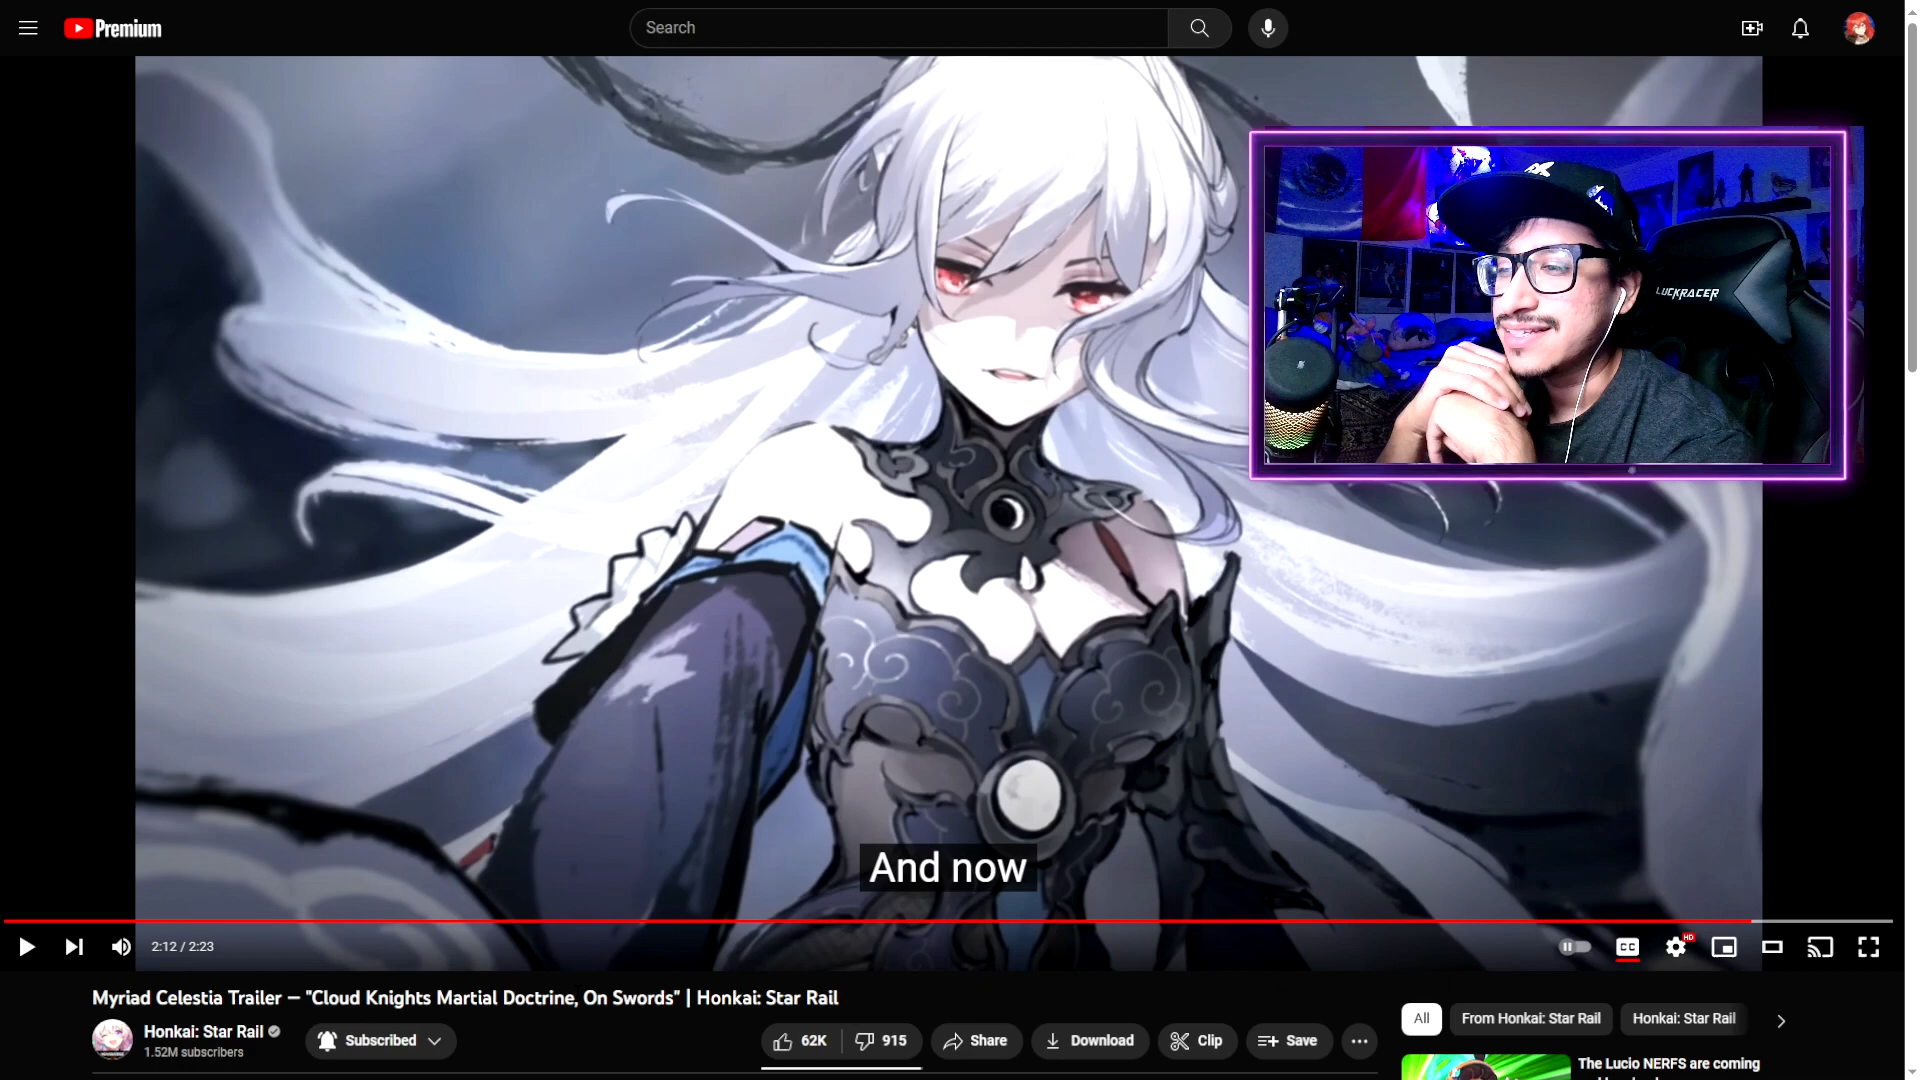 Premium
Search
LUCKRACER
And now
2:12 / 2:23
CC
HD
Myriad Celestia Trailer — "Cloud Knights Martial Doctrine, On Swords" | Honkai: Star Rail
Honkai: Star Rail
1.52M subscribers
Subscribed
62K
915
Share
Download
Clip
Save
All
From Honkai: Star Rail
Honkai: Star Rail
The Lucio NERFS are coming